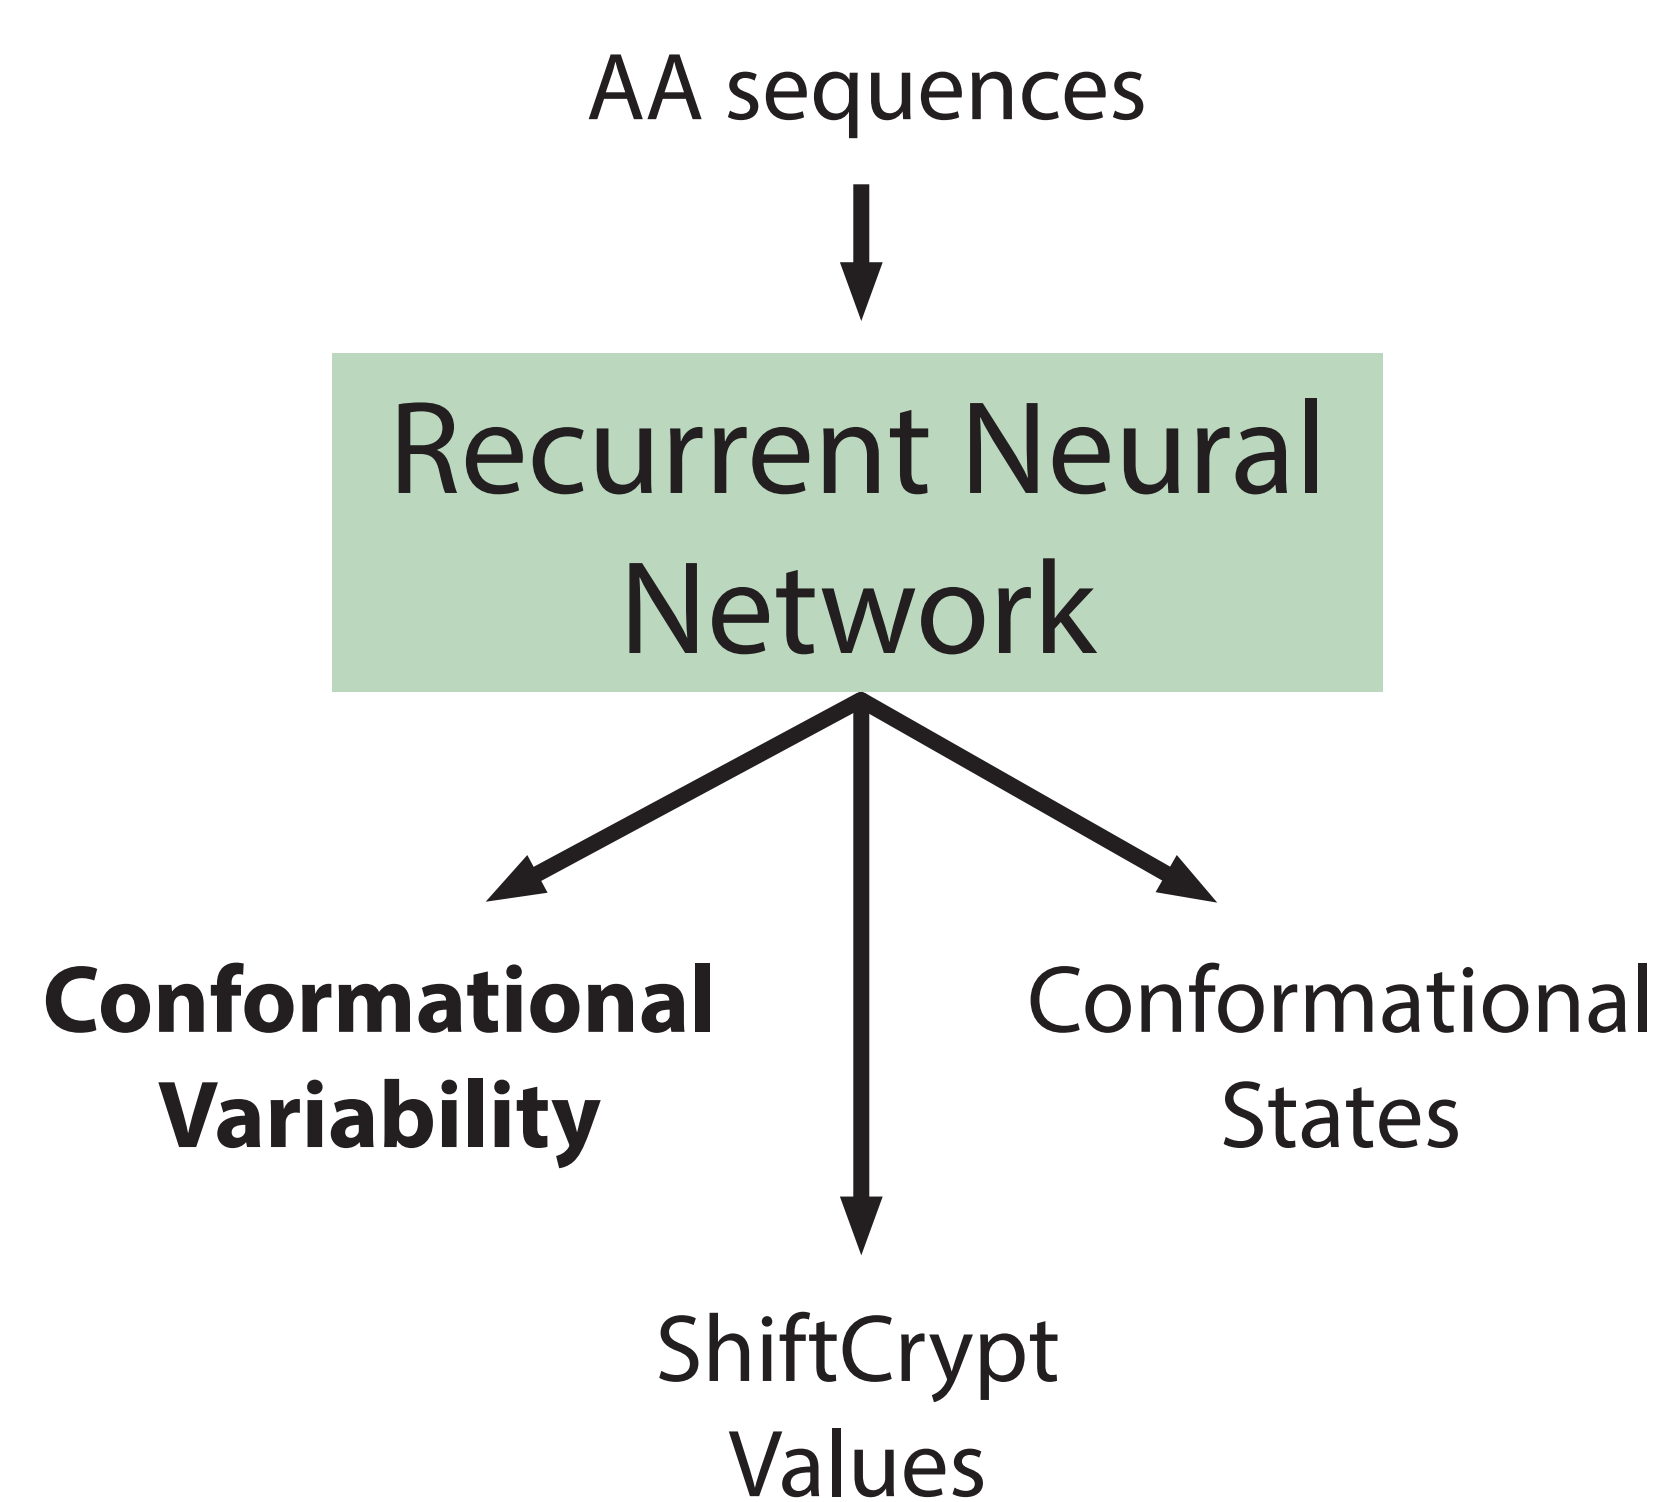 AA sequences
Recurrent Neural
Network
Conformational
Variability
Conformational
States
ShiftCrypt
Values